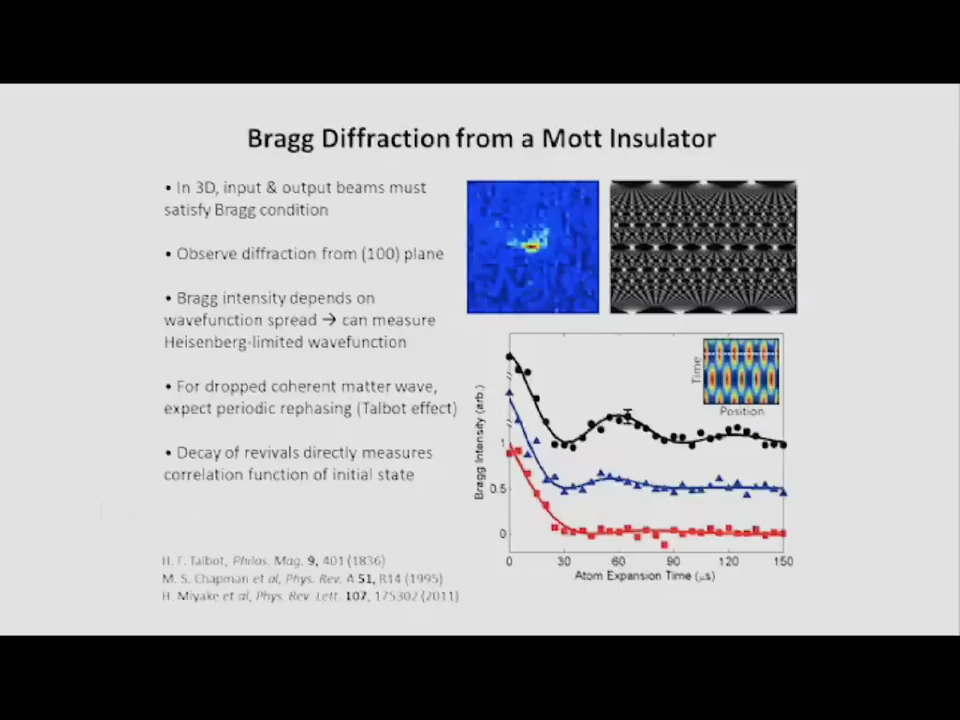 Bragg Diffraction from a Mott Insulator
• In 3D, input & output beams must
satisfy Bragg condition
• Observe diffraction from (100) plane
• Bragg intensity depends on
wavefunction spread → can measure
Heisenberg-limited wavefunction
• For dropped coherent matter wave,
expect periodic rephasing (Talbot effect)
• Decay of revivals directly measures
correlation function of initial state
H. F. Talbot, Philos. Mag. 9, 401 (1836)
M. S. Chapman et al, Phys. Rev. A 51, R14 (1995)
H. Miyake et al, Phys. Rev. Lett. 107, 175302 (2011)
Time
Position
Bragg Intensity (arb.)
1
0.5
0
0 30 60 90 120 150
Atom Expansion Time (μs)